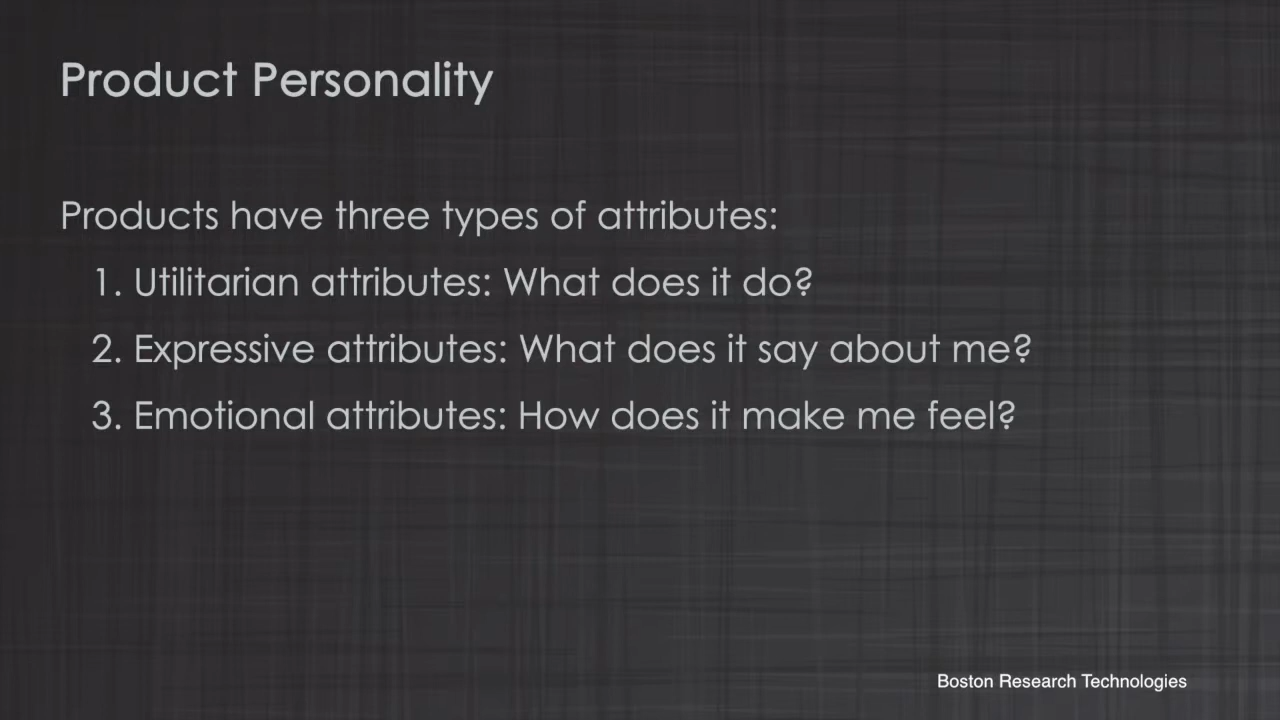 Product Personality
Products have three types of attributes:
1. Utilitarian attributes: What does it do?
2. Expressive attributes: What does it say about me?
3. Emotional attributes: How does it make me feel?
Boston Research Technologies